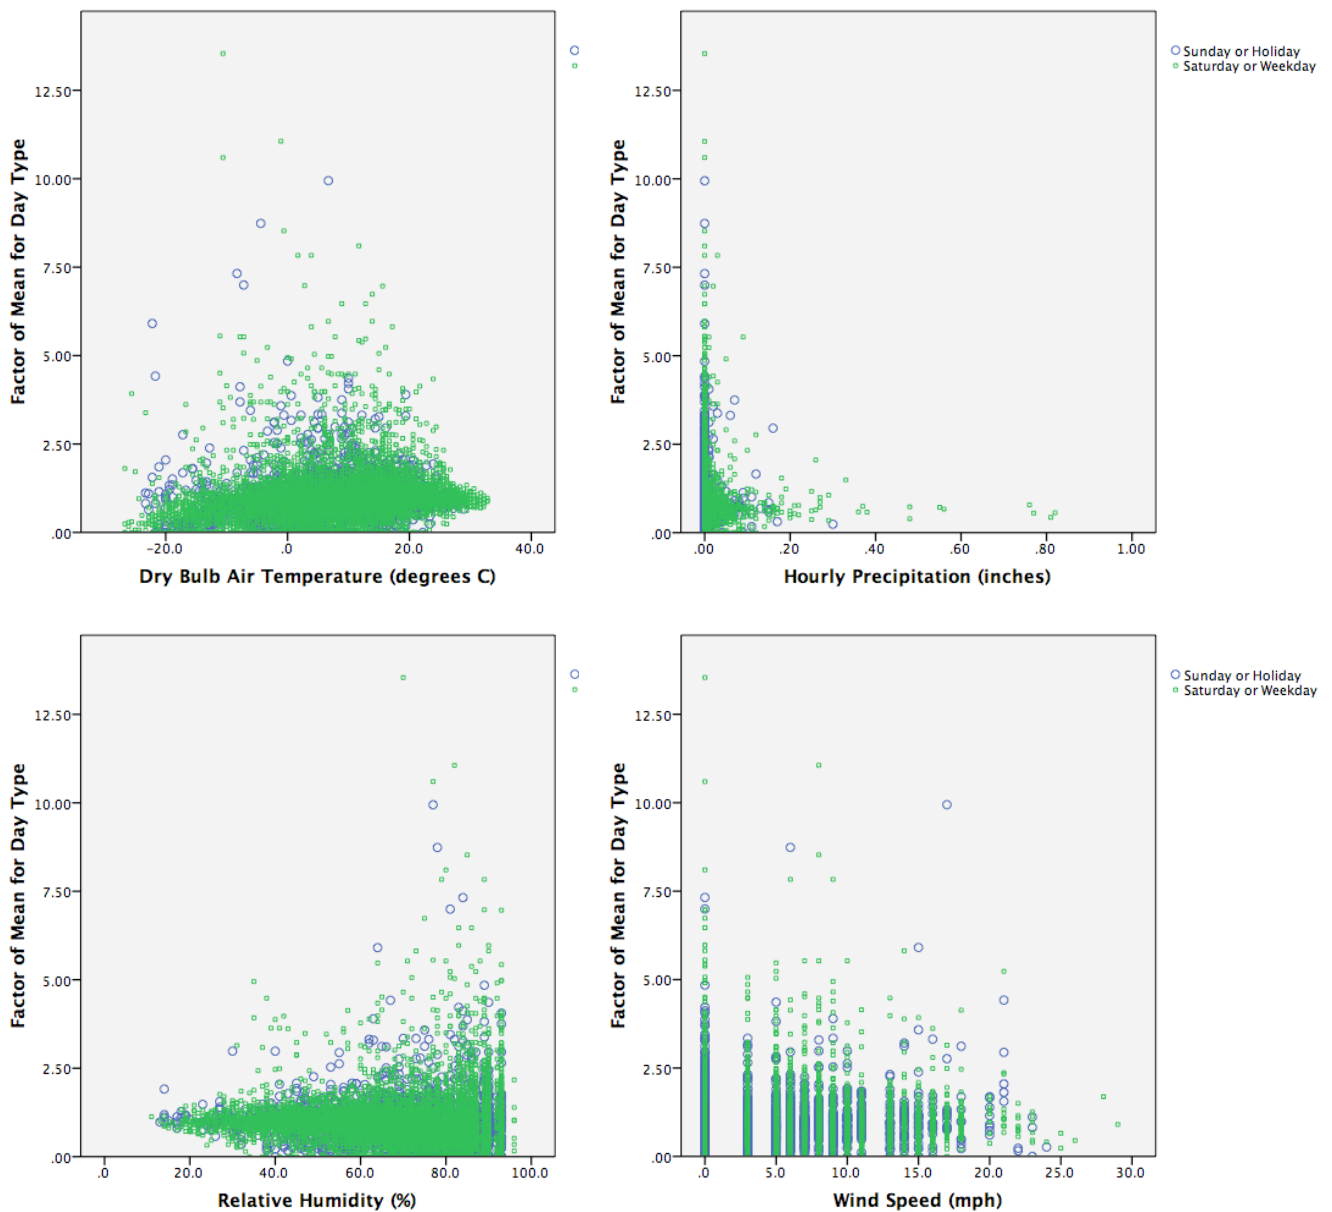 Sunday or Holiday
Saturday or Weekday
12.50
10.00
7.50
5.00
2.50
.00
Factor of Mean for Day Type
-20.0 .0 20.0 40.0
Dry Bulb Air Temperature (degrees C)
12.50
10.00
7.50
5.00
2.50
.00
Factor of Mean for Day Type
.00 .20 .40 .60 .80 1.00
Hourly Precipitation (inches)
Sunday or Holiday
Saturday or Weekday
12.50
10.00
7.50
5.00
2.50
.00
Factor of Mean for Day Type
.0 20.0 40.0 60.0 80.0 100.0
Relative Humidity (%)
12.50
10.00
7.50
5.00
2.50
.00
Factor of Mean for Day Type
.0 5.0 10.0 15.0 20.0 25.0 30.0
Wind Speed (mph)